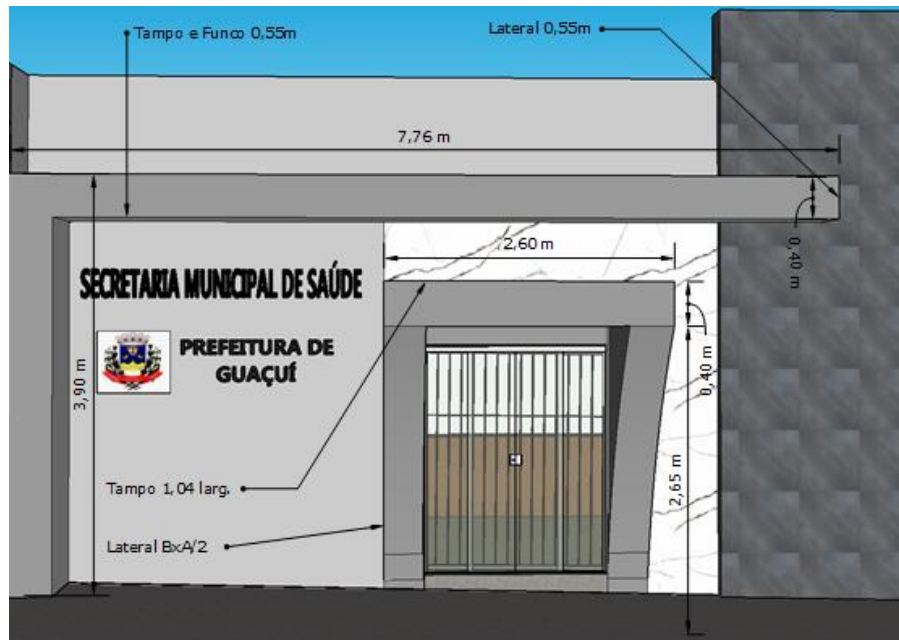 Tampo e Funco 0,55m
Lateral 0,55m
7,76 m
2,60 m
0,40 m
SECRETARIA MUNICIPAL DE SAÚDE
PREFEITURA DE
GUAÇUÍ
3,90 m
0,40 m
2,65 m
Tampo 1,04 larg.
Lateral BxA/2